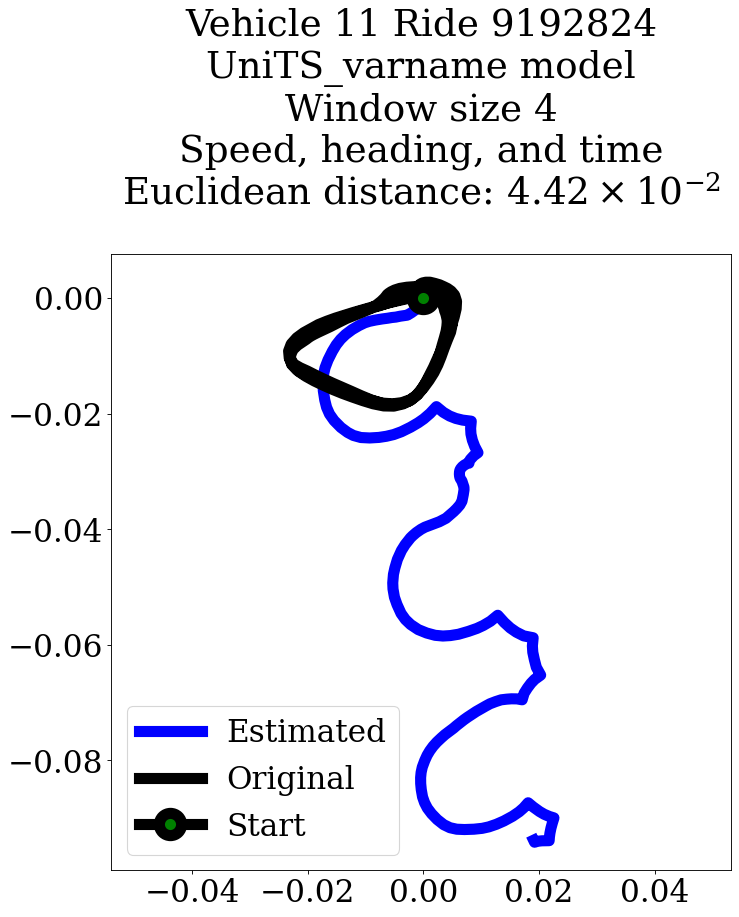 Vehicle 11 Ride 9192824
UniTS_varname model
Window size 4
Speed, heading, and time
Euclidean distance: 4.42 × 10⁻²
0.00
−0.02
−0.04
−0.06
−0.08
Estimated
Original
Start
−0.04 −0.02 0.00 0.02 0.04